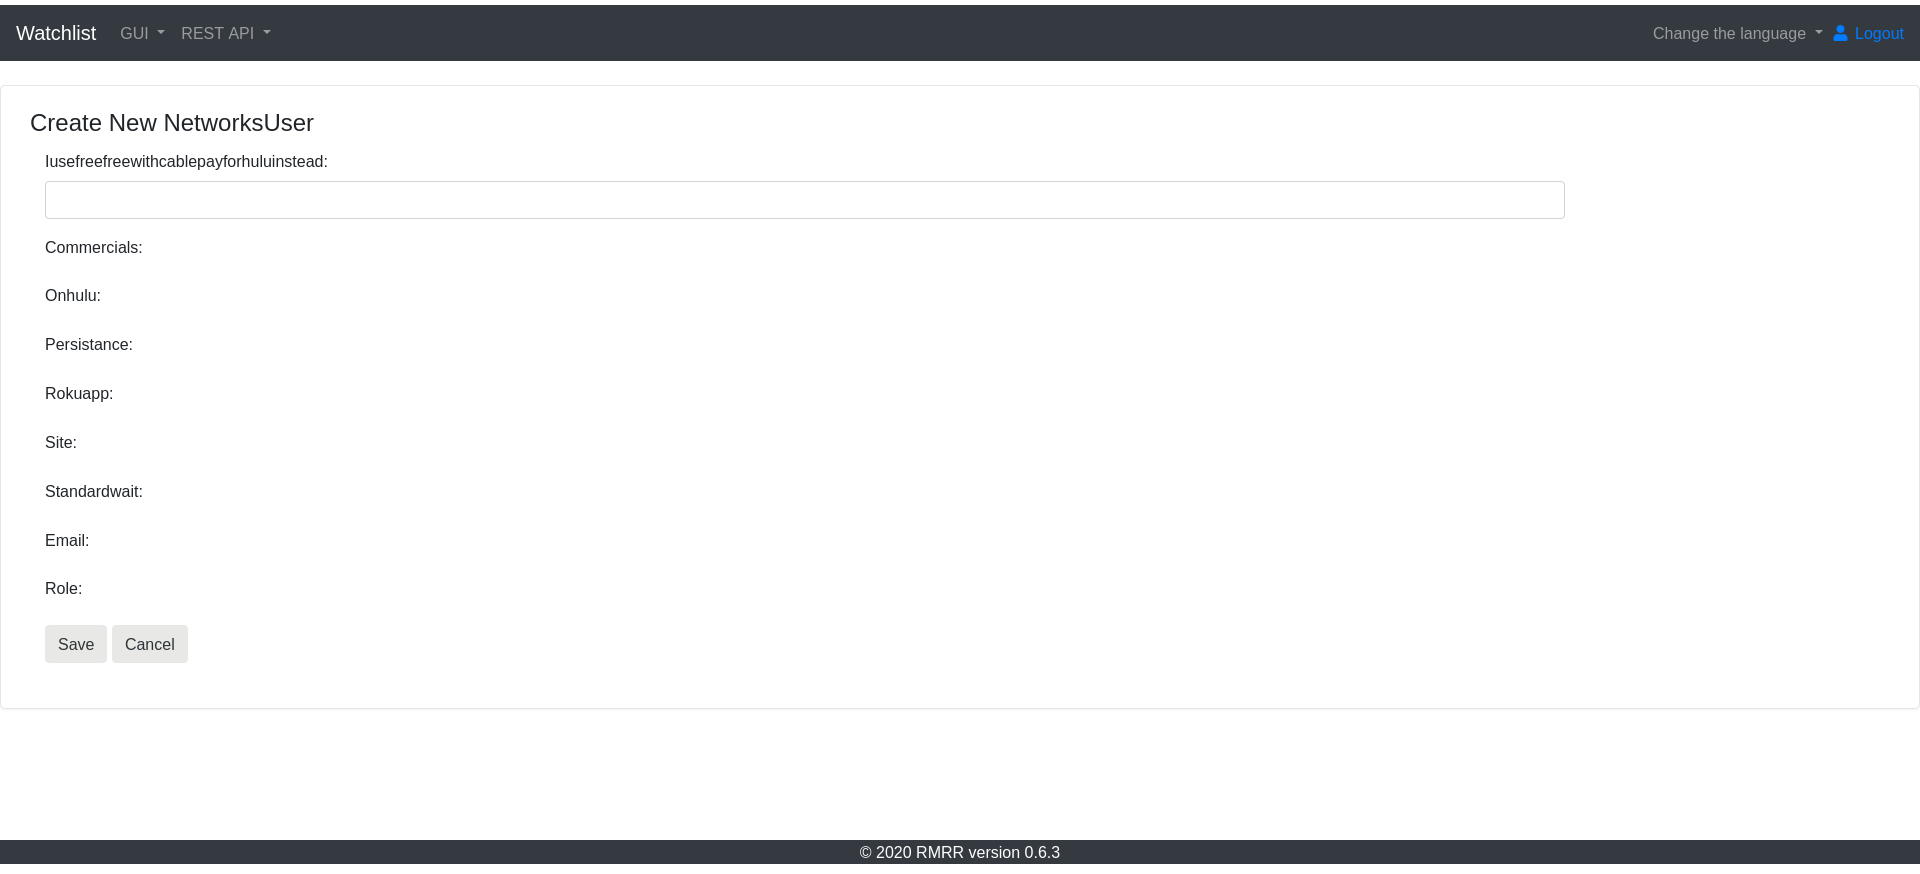 Watchlist GUI REST API Change the language Logout
Create New NetworksUser
Iusefreefreewithcablepayforhuluinstead:
Commercials:
Onhulu:
Persistance:
Rokuapp:
Site:
Standardwait:
Email:
Role:
Save Cancel
© 2020 RMRR version 0.6.3